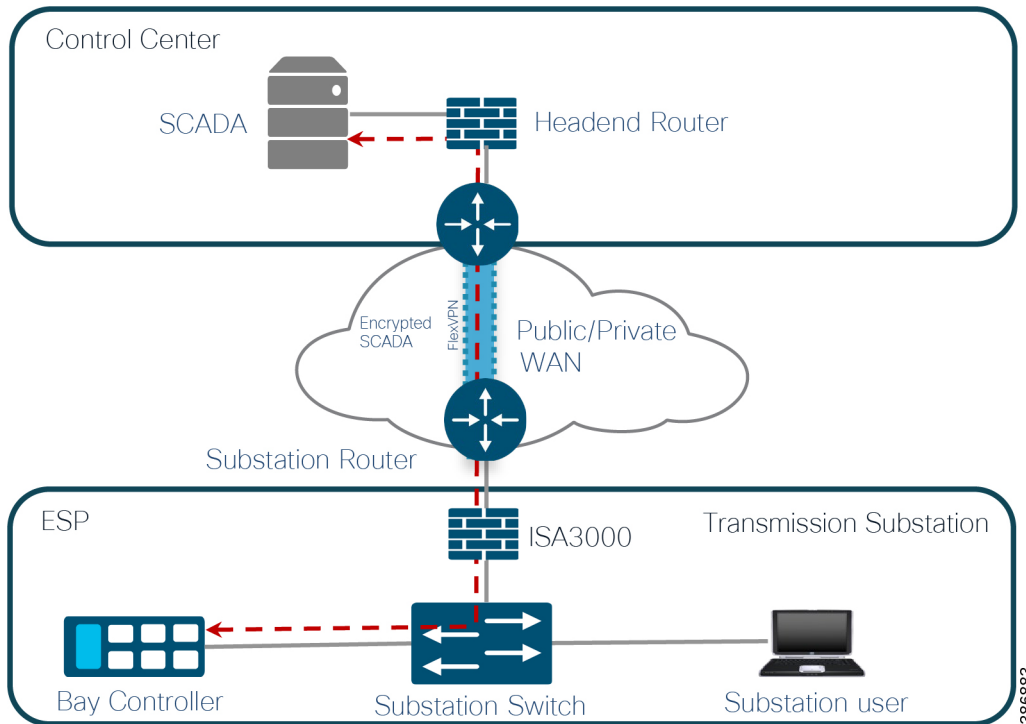 Control Center
SCADA
Headend Router
Encrypted
SCADA
FlexVPN
Public/Private
WAN
Substation Router
ESP
ISA3000
Transmission Substation
Bay Controller
Substation Switch
Substation user
386883